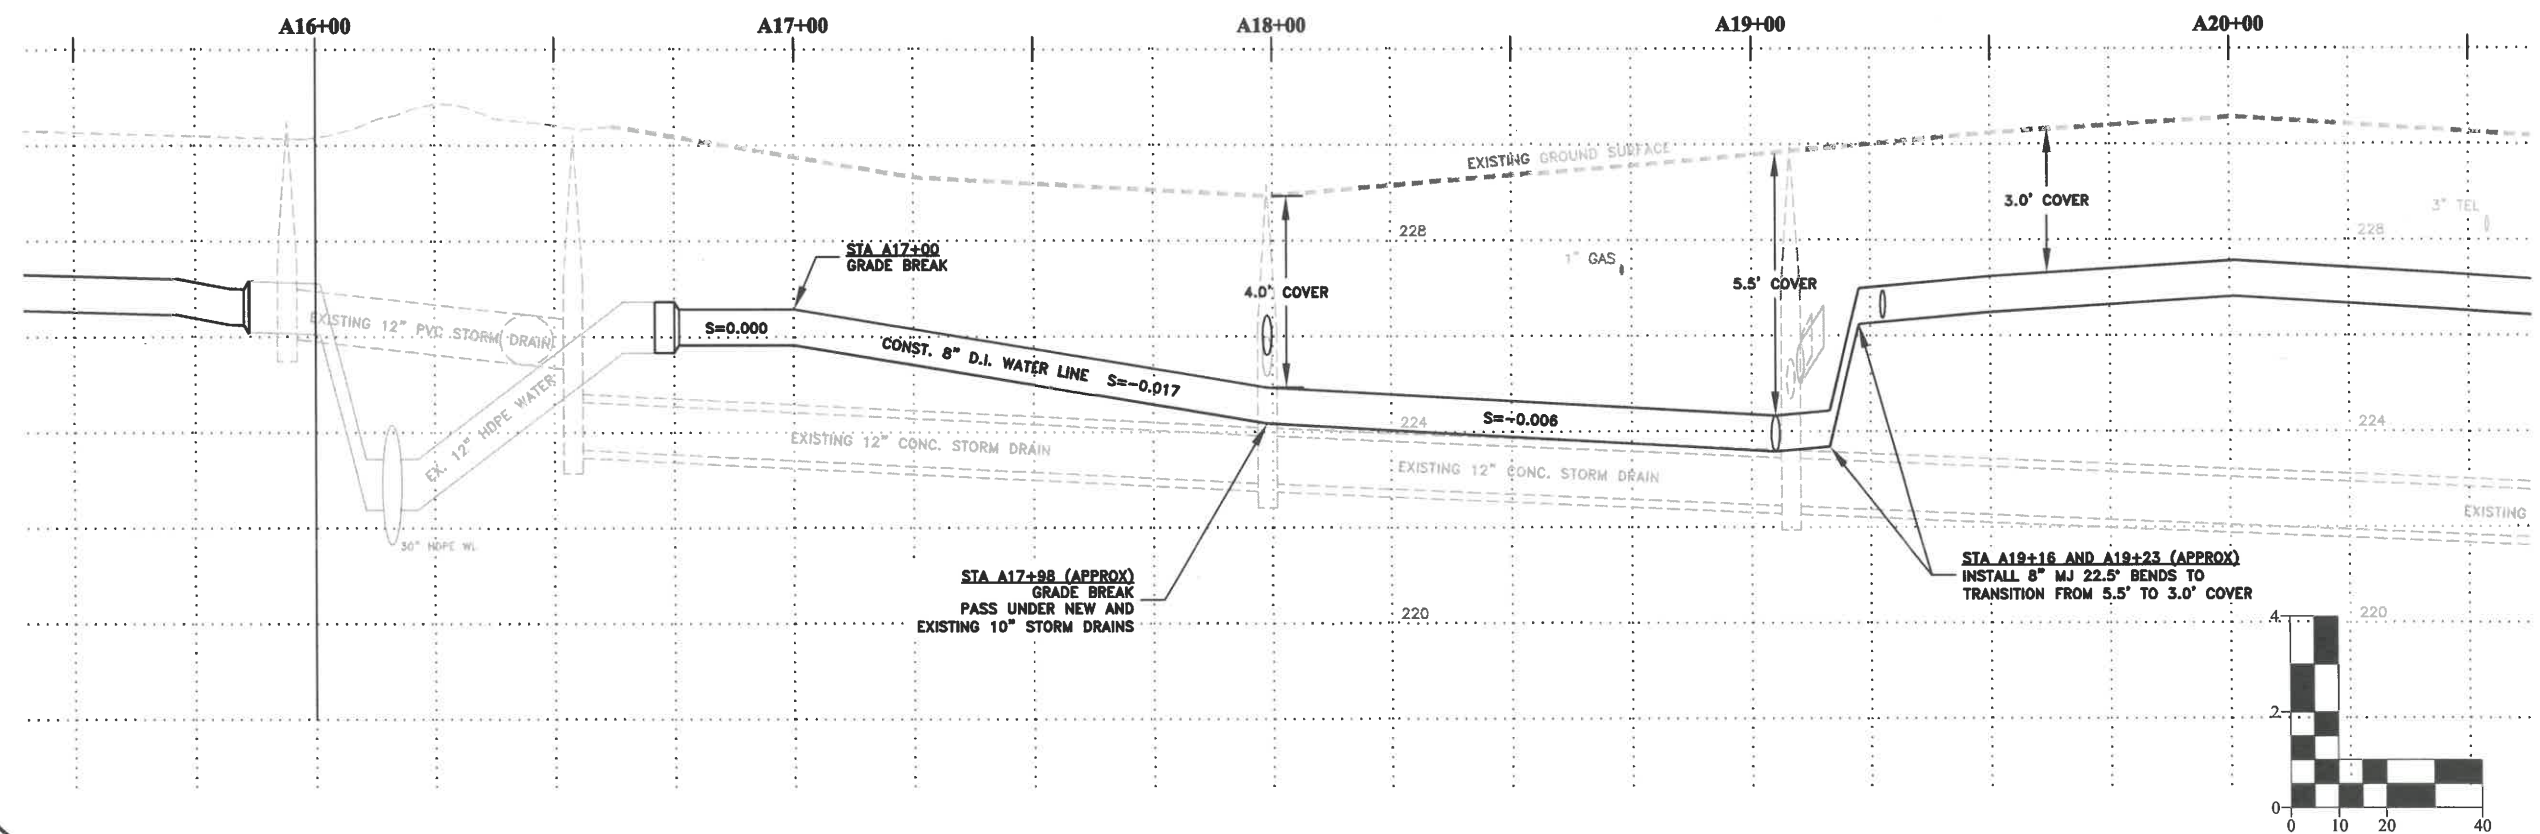 A16+00
A17+00
A18+00
A19+00
A20+00
EXISTING GROUND SURFACE
3.0' COVER
3" TEL
228
228
STA A17+00
GRADE BREAK
1" GAS
4.0' COVER
5.5' COVER
EXISTING 12" PVC STORM DRAIN
S=0.000
CONST. 8" D.I. WATER LINE S=-0.017
EX. 12" HDPE WATER
S=-0.006
224
224
EXISTING 12" CONC. STORM DRAIN
EXISTING 12" CONC. STORM DRAIN
EXISTING
30" HDPE WL
STA A17+98 (APPROX)
GRADE BREAK
PASS UNDER NEW AND
EXISTING 10" STORM DRAINS
STA A19+16 AND A19+23 (APPROX)
INSTALL 8" MJ 22.5° BENDS TO
TRANSITION FROM 5.5' TO 3.0' COVER
220
220
4
2
0
0 10 20 40